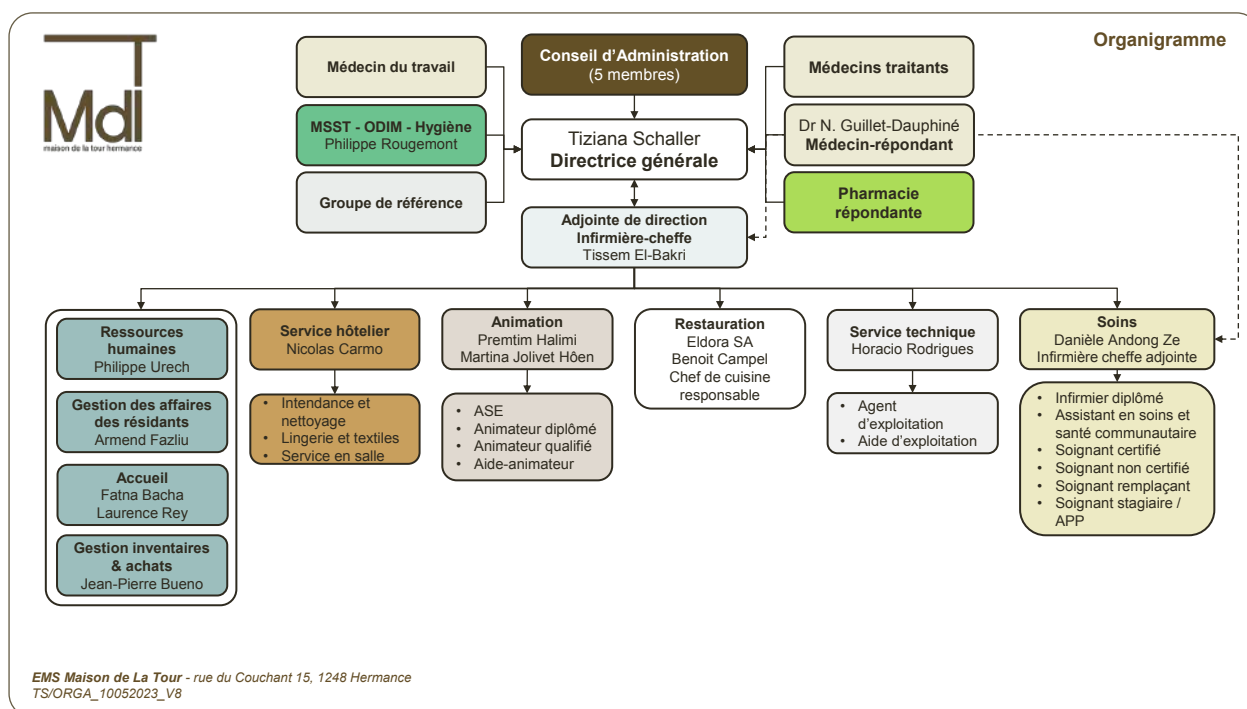 Organigramme
Mdl
maison de la tour hermance
Médecin du travail
MSST - ODIM - Hygiène
Philippe Rougemont
Groupe de référence
Conseil d'Administration
(5 membres)
Tiziana Schaller
Directrice générale
Adjointe de direction
Infirmière-cheffe
Tissem El-Bakri
Médecins traitants
Dr N. Guillet-Dauphiné
Médecin-répondant
Pharmacie
répondante
Ressources
humaines
Philippe Urech
Gestion des affaires
des résidants
Armend Fazliu
Accueil
Fatna Bacha
Laurence Rey
Gestion inventaires
& achats
Jean-Pierre Bueno
Service hôtelier
Nicolas Carmo
• Intendance et
nettoyage
• Lingerie et textiles
• Service en salle
Animation
Premtim Halimi
Martina Jolivet Hôen
• ASE
• Animateur diplômé
• Animateur qualifié
• Aide-animateur
Restauration
Eldora SA
Benoit Campel
Chef de cuisine
responsable
Service technique
Horacio Rodrigues
• Agent
d'exploitation
• Aide d'exploitation
Soins
Danièle Andong Ze
Infirmière cheffe adjointe
• Infirmier diplômé
• Assistant en soins et
santé communautaire
• Soignant certifié
• Soignant non certifié
• Soignant remplaçant
• Soignant stagiaire /
APP
EMS Maison de La Tour - rue du Couchant 15, 1248 Hermance
TS/ORGA_10052023_V8